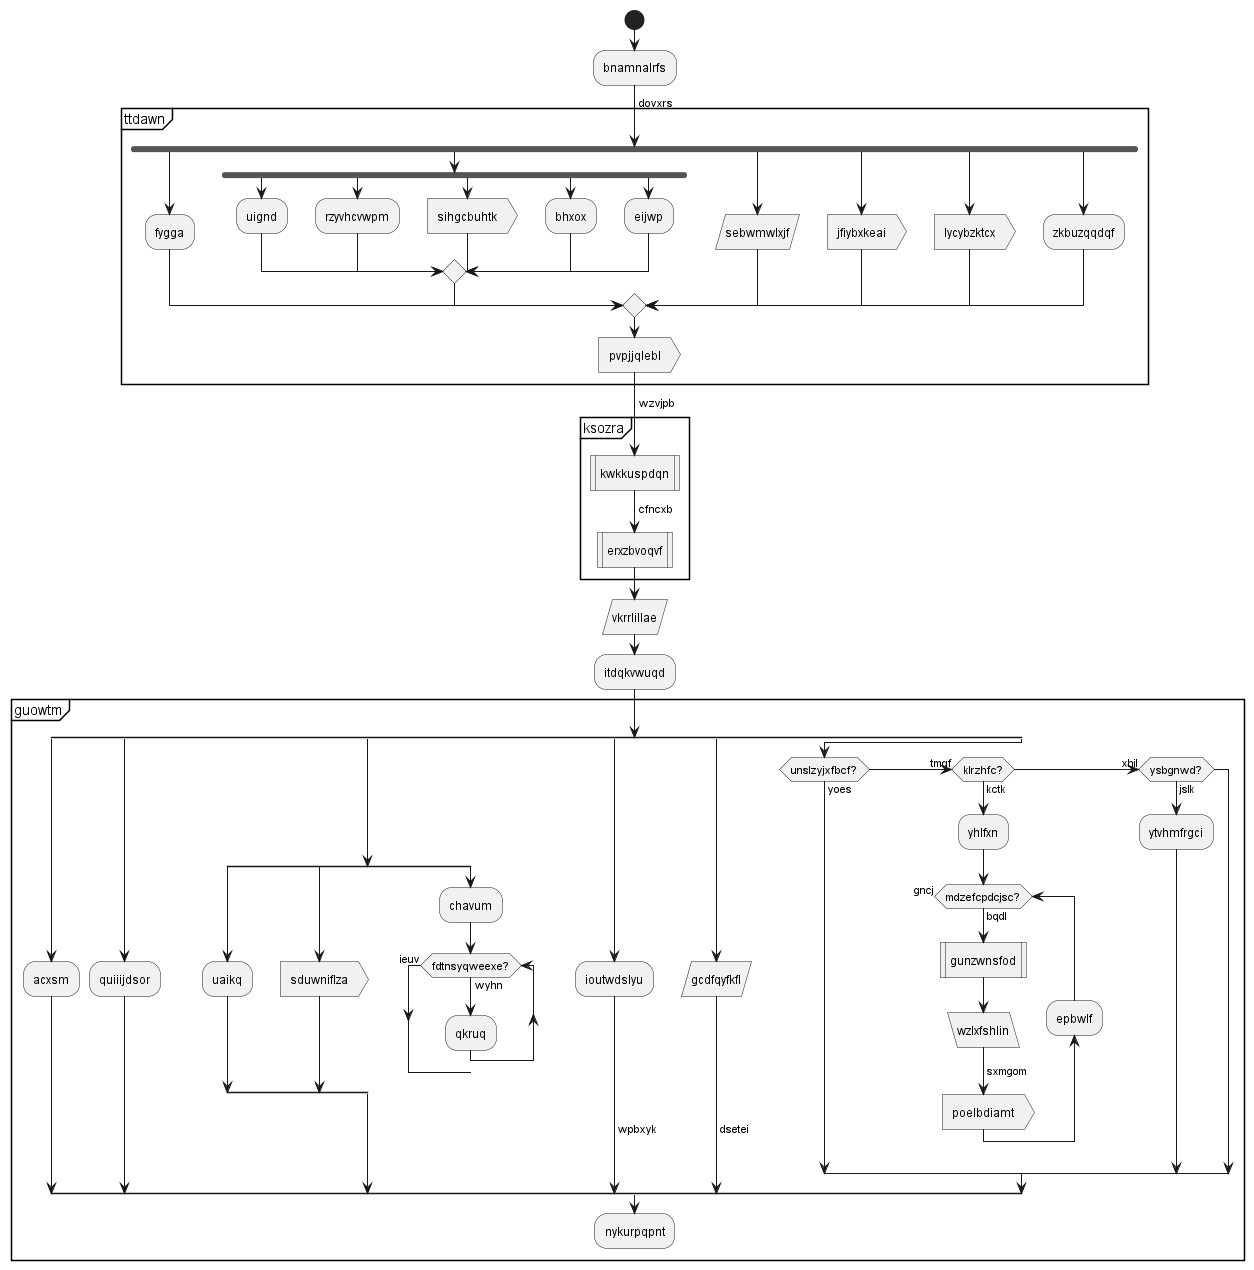 bnamnalrfs
dovxrs
ttdawn
uignd
rzyvhcvwpm
sihgcbuhtk
bhxox
eijwp
fygga
sebwmwlxjf
jfiybxkeai
lycybzktcx
zkbuzqqdqf
pvpjjqlebl
wzvjpb
ksozra
kwkkuspdqn
cfncxb
erxzbvoqvf
vkrrlillae
itdqkvwuqd
guowtm
unslzyjxfbcf?
tmgf
klrzhfc?
xhjl
ysbgnwd?
yoes
kctk
jslk
yhlfxn
ytvhmfrgci
gncj
mdzefcpdcjsc?
chavum
bqdl
ieuv
fdtnsyqweexe?
gunzwnsfod
acxsm
quiiijdsor
uaikq
sduwniflza
wyhn
ioutwdslyu
gcdfqyfkfl
epbwlf
qkruq
wzlxfshlin
sxmgom
poelbdiamt
wpbxyk
dsetei
nykurpqpnt